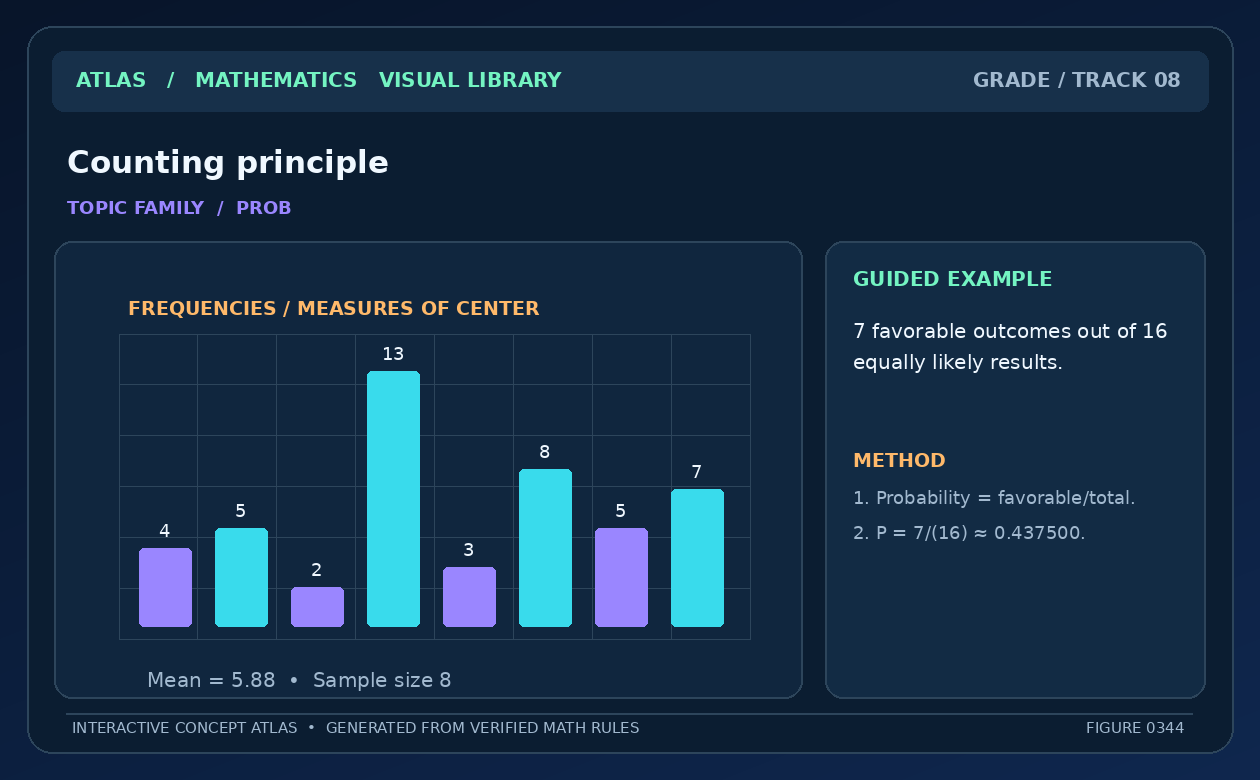 ATLAS / MATHEMATICS VISUAL LIBRARY
GRADE / TRACK 08
Counting principle
TOPIC FAMILY / PROB
FREQUENCIES / MEASURES OF CENTER
4
5
2
13
3
8
5
7
Mean = 5.88 • Sample size 8
GUIDED EXAMPLE
7 favorable outcomes out of 16
equally likely results.
METHOD
1. Probability = favorable/total.
2. P = 7/(16) ≈ 0.437500.
INTERACTIVE CONCEPT ATLAS • GENERATED FROM VERIFIED MATH RULES
FIGURE 0344